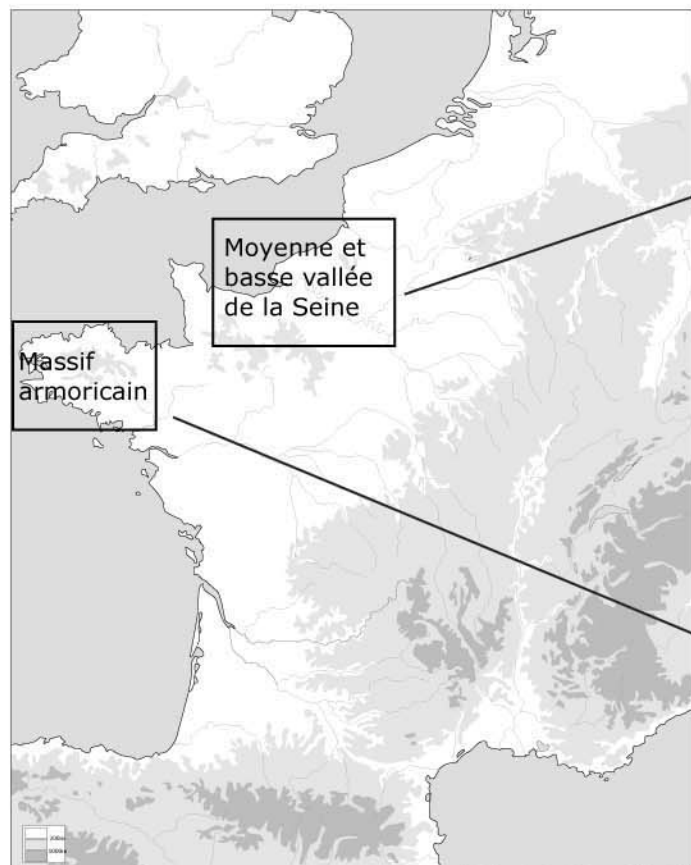 Moyenne et
basse vallée
de la Seine
Massif
armoricain